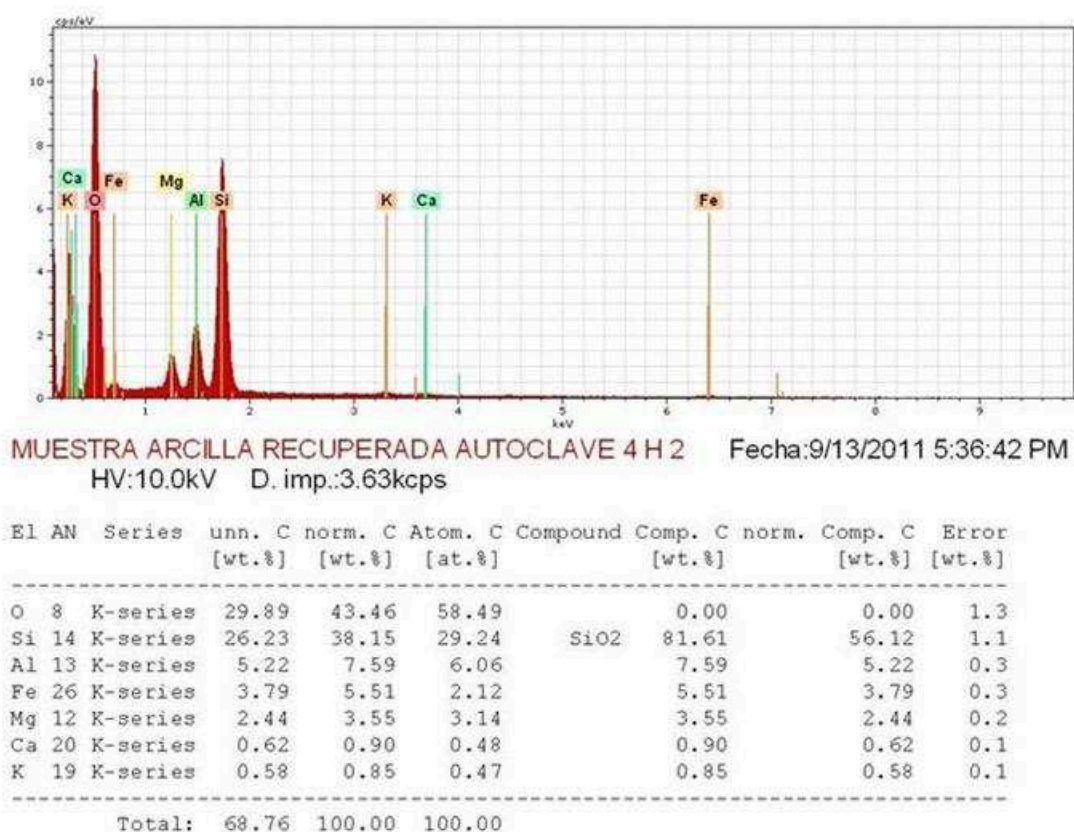 cps/eV
10
8
6
4
2
0
Ca Fe Mg
K O Al Si K Ca Fe
1 2 3 4 5 6 7 8 9
keV
MUESTRA ARCILLA RECUPERADA AUTOCLAVE 4 H 2 Fecha:9/13/2011 5:36:42 PM
HV:10.0kV D. imp.:3.63kcps
El AN Series unn. C norm. C Atom. C Compound Comp. C norm. Comp. C Error
[wt.%] [wt.%] [at.%] [wt.%] [wt.%] [wt.%]
O 8 K-series 29.89 43.46 58.49 0.00 0.00 1.3
Si 14 K-series 26.23 38.15 29.24 SiO2 81.61 56.12 1.1
Al 13 K-series 5.22 7.59 6.06 7.59 5.22 0.3
Fe 26 K-series 3.79 5.51 2.12 5.51 3.79 0.3
Mg 12 K-series 2.44 3.55 3.14 3.55 2.44 0.2
Ca 20 K-series 0.62 0.90 0.48 0.90 0.62 0.1
K 19 K-series 0.58 0.85 0.47 0.85 0.58 0.1
Total: 68.76 100.00 100.00